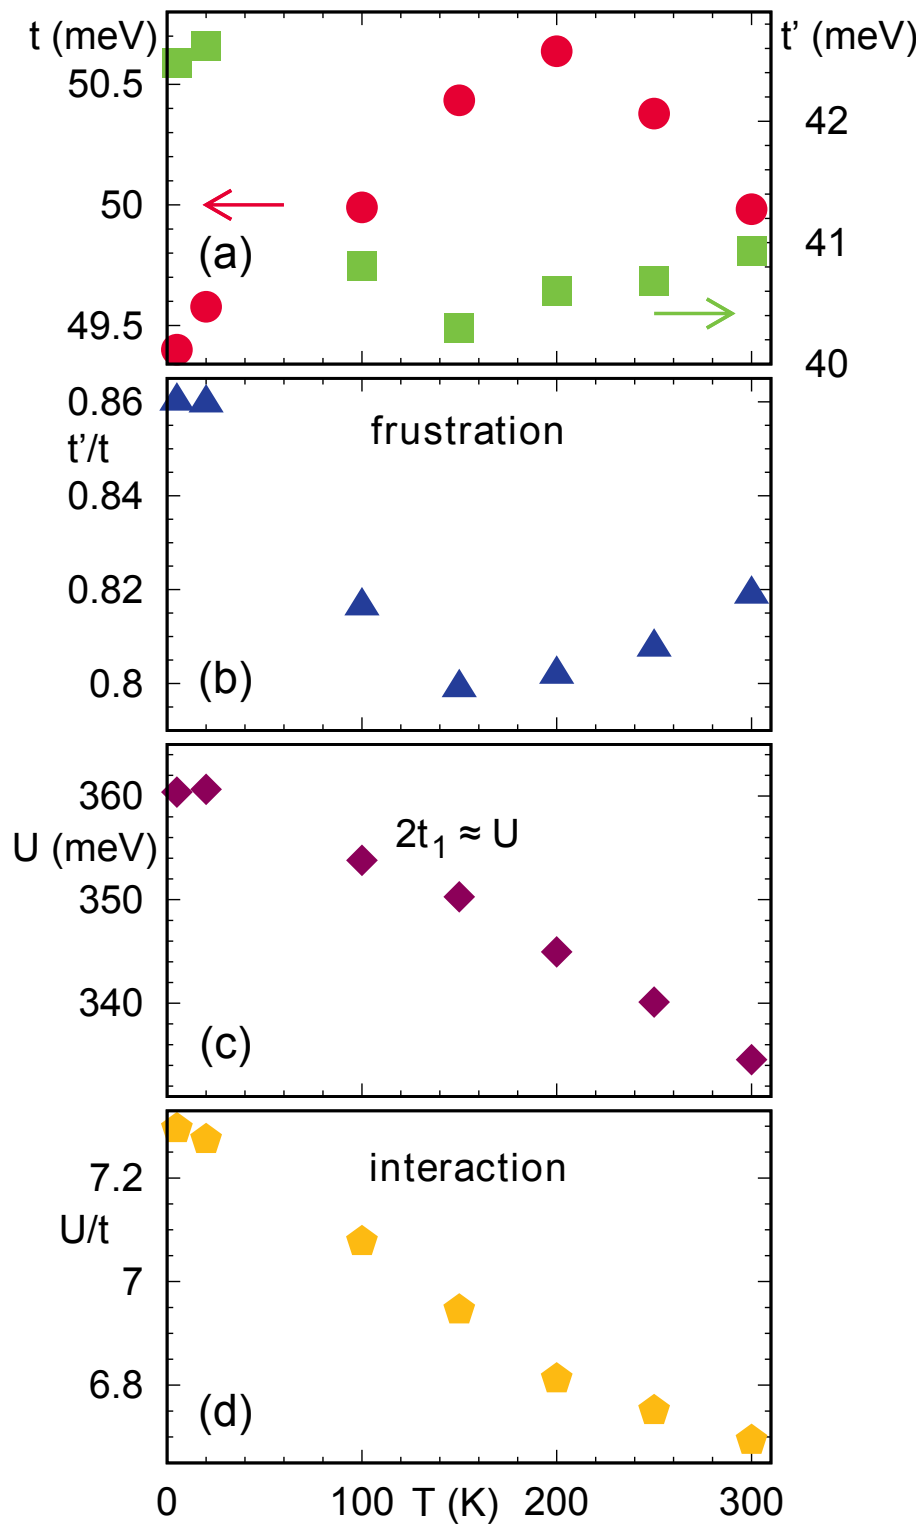 t (meV)
t’ (meV)
50.5
50
49.5
42
41
40
(a)
0.86
t’/t
0.84
0.82
0.8
frustration
(b)
360
U (meV)
350
340
2t1 ≈ U
(c)
7.2
U/t
7
6.8
interaction
(d)
0 100 T (K) 200 300